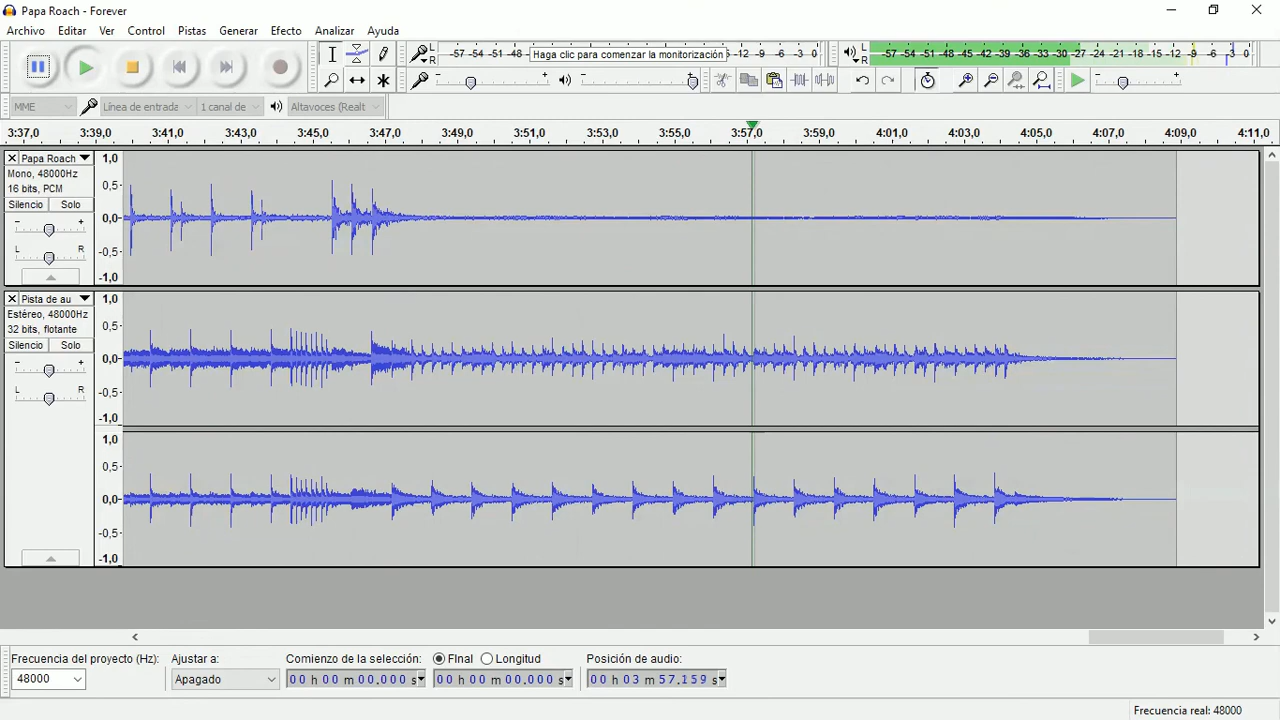 Papa Roach - Forever
Archivo Editar Ver Control Pistas Generar Efecto Analizar Ayuda
L R -57 -54 -51 -48 Haga clic para comenzar la monitorización -12 -9 -6 -3 0 L R -57 -54 -51 -48 -45 -42 -39 -36 -33 -30 -27 -24 -21 -18 -15 -12 -9 -6 -3 0
MME Línea de entrada 1 canal de Altavoces (Realt
3:37,0 3:39,0 3:41,0 3:43,0 3:45,0 3:47,0 3:49,0 3:51,0 3:53,0 3:55,0 3:57,0 3:59,0 4:01,0 4:03,0 4:05,0 4:07,0 4:09,0 4:11,0
Papa Roach
Mono, 48000Hz
16 bits, PCM
Silencio Solo
- +
L R
1,0
0,5
0,0
-0,5
-1,0
Pista de au
Estéreo, 48000Hz
32 bits, flotante
Silencio Solo
- +
L R
1,0
0,5
0,0
-0,5
-1,0
1,0
0,5
0,0
-0,5
-1,0
Frecuencia del proyecto (Hz): Ajustar a: Comienzo de la selección: FInal Longitud Posición de audio:
48000 Apagado 00 h 00 m 00.000 s 00 h 00 m 00.000 s 00 h 03 m 57.159 s
Frecuencia real: 48000